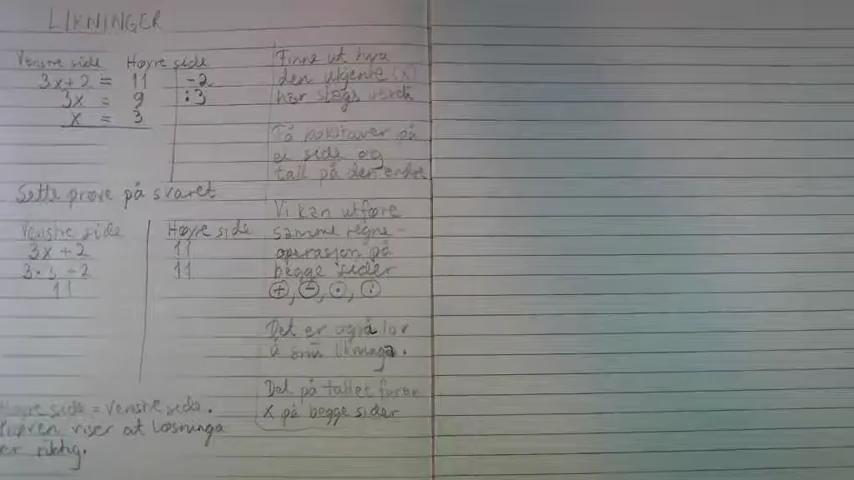 LIKNINGER
Venstre side Høyre side
3x+2 = 11 -2
3x = 9 :3
x = 3
Sette prøve på svaret
Venstre side Høyre side
3x + 2 11
3·3 + 2 11
11
Høyre side = Venstre side.
Prøven viser at løsninga
er riktig.
Finne ut hva
den ukjente (x)
har slags verdi
Få bokstaver på
ei side og
tall på den andre
Vi kan utføre
samme regne-
operasjon på
begge sider
+, -, ·, :
Det er også lov
å snu likninga.
Del på tallet foran
X på begge sider